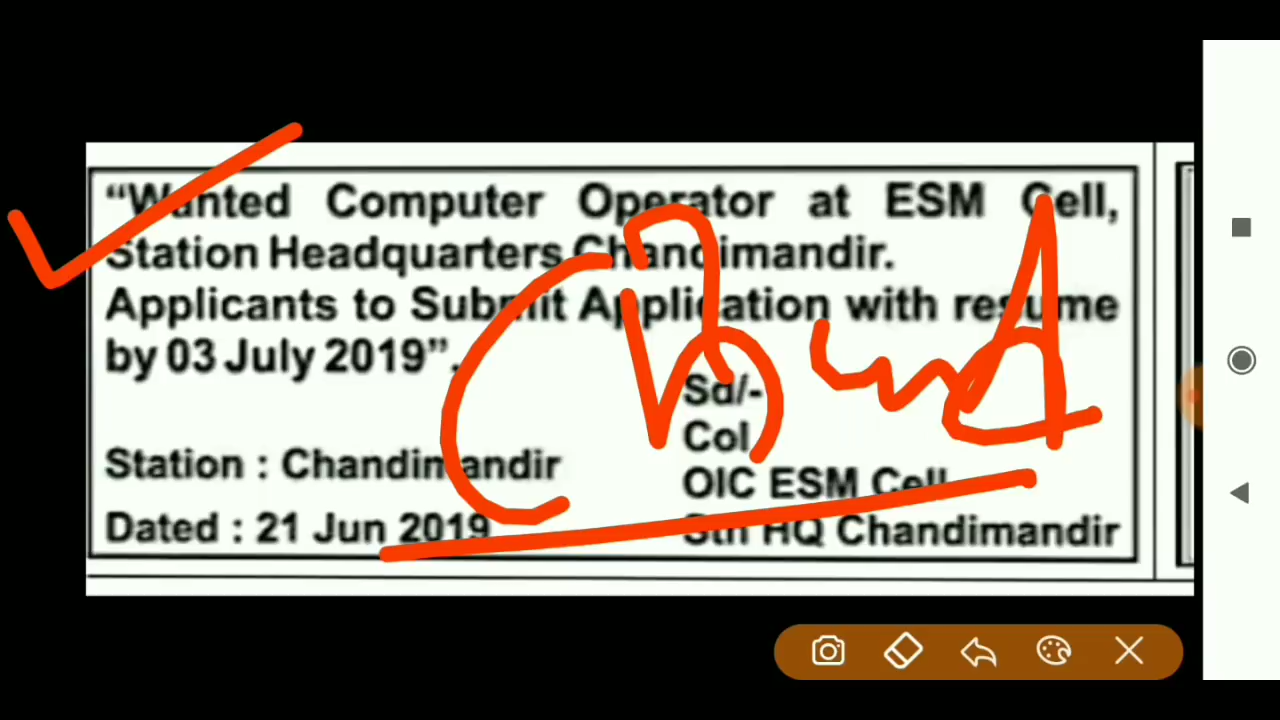 “Wanted Computer Operator at ESM Cell,
Station Headquarters Chandimandir.
Applicants to Submit Application with resume
by 03 July 2019”.
Sd/-
Col
Station : Chandimandir
OIC ESM Cell
Dated : 21 Jun 2019
Stn HQ Chandimandir